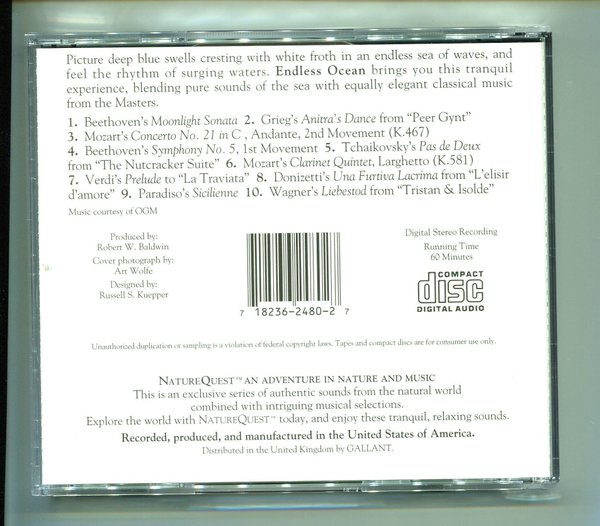 Picture deep blue swells cresting with white froth in an endless sea of waves, and
feel the rhythm of surging waters. Endless Ocean brings you this tranquil
experience, blending pure sounds of the sea with equally elegant classical music
from the Masters.
1. Beethoven's Moonlight Sonata 2. Grieg's Anitra's Dance from "Peer Gynt"
3. Mozart's Concerto No. 21 in C , Andante, 2nd Movement (K.467)
4. Beethoven's Symphony No. 5, 1st Movement 5. Tchaikovsky's Pas de Deux
from "The Nutcracker Suite" 6. Mozart's Clarinet Quintet, Larghetto (K.581)
7. Verdi's Prelude to "La Traviata" 8. Donizetti's Una Furtiva Lacrima from "L'elisir
d'amore" 9. Paradiso's Sicilienne 10. Wagner's Liebestod from "Tristan & Isolde"
Music courtesy of OGM
Produced by:
Robert W. Baldwin
Cover photograph by:
Art Wolfe
Designed by:
Russell S. Kuepper
7 18236-2480-2 7
Digital Stereo Recording
Running Time
60 Minutes
COMPACT
disc
DIGITAL AUDIO
Unauthorized duplication or sampling is a violation of federal copyright laws. Tapes and compact discs are for consumer use only.
NATUREQUEST™ AN ADVENTURE IN NATURE AND MUSIC
This is an exclusive series of authentic sounds from the natural world
combined with intriguing musical selections.
Explore the world with NATUREQUEST™ today, and enjoy these tranquil, relaxing sounds.
Recorded, produced, and manufactured in the United States of America.
Distributed in the United Kingdom by GALLANT.